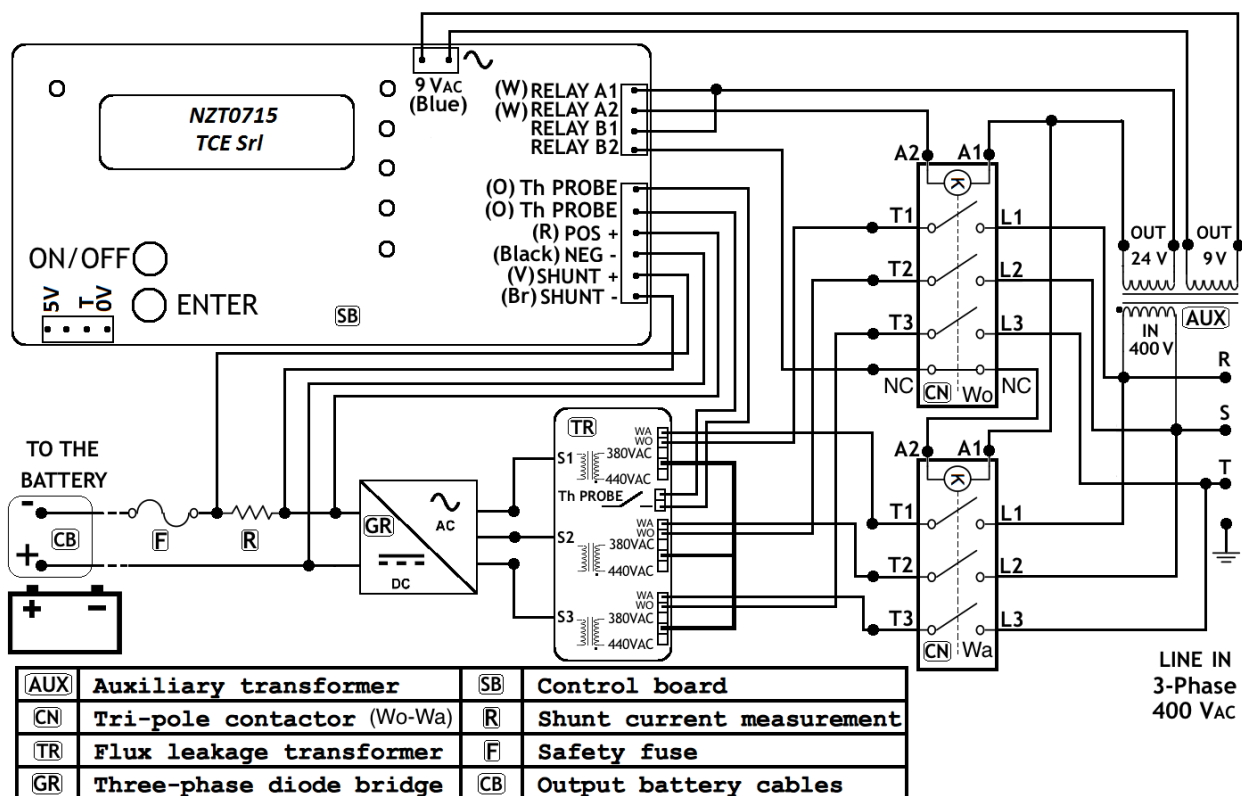 9 VAC
(Blue)
NZT0715
TCE Srl
(W) RELAY A1
(W) RELAY A2
RELAY B1
RELAY B2
(O) Th PROBE
(O) Th PROBE
(R) POS +
(Black) NEG -
(V) SHUNT +
(Br) SHUNT -
ON/OFF
ENTER
5V
T
0V
SB
A2
A1
K
T1
L1
T2
L2
T3
L3
NC
CN
Wo
NC
OUT
24 V
OUT
9 V
IN
400 V
AUX
R
S
T
A2
A1
K
T1
L1
T2
L2
T3
L3
CN
Wa
LINE IN
3-Phase
400 VAC
TO THE
BATTERY
-
+
CB
F
R
GR
AC
DC
+
-
TR
S1
WA
WO
380VAC
440VAC
Th PROBE
S2
WA
WO
380VAC
440VAC
S3
WA
WO
380VAC
440VAC
AUX Auxiliary transformer SB Control board
CN Tri-pole contactor (Wo-Wa) R Shunt current measurement
TR Flux leakage transformer F Safety fuse
GR Three-phase diode bridge CB Output battery cables